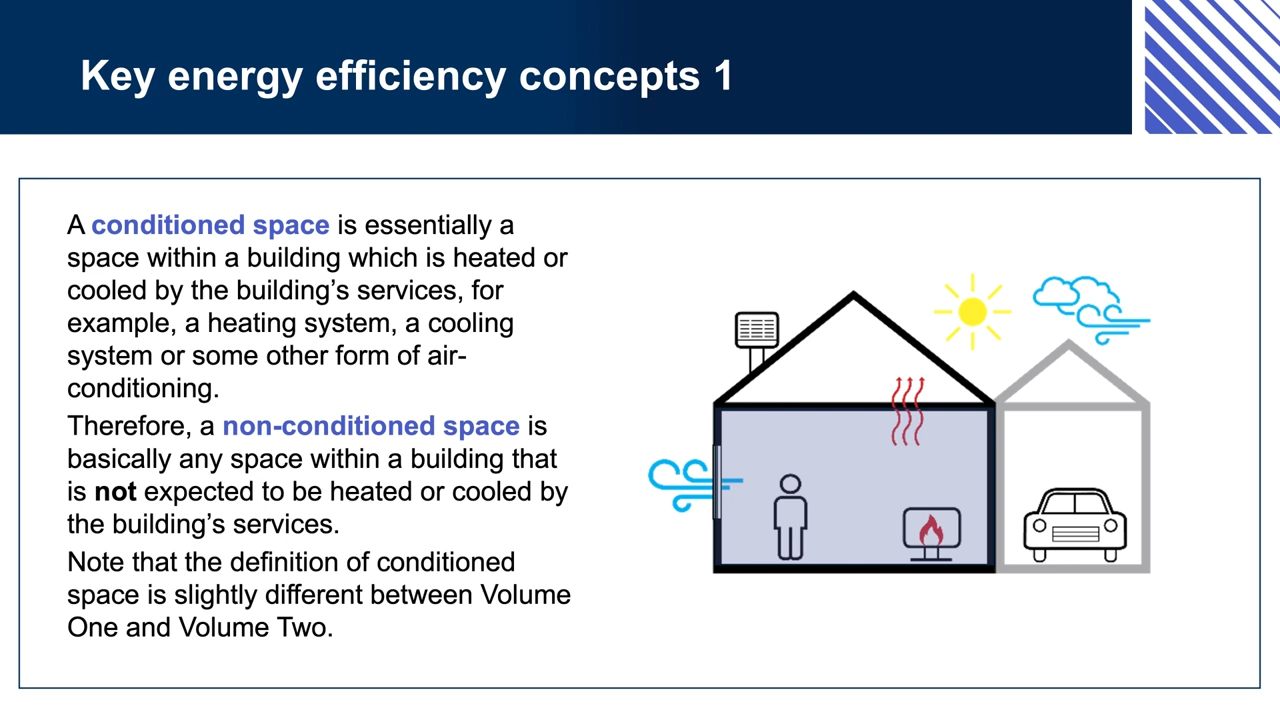 Key energy efficiency concepts 1
A conditioned space is essentially a
space within a building which is heated or
cooled by the building’s services, for
example, a heating system, a cooling
system or some other form of air-
conditioning.
Therefore, a non-conditioned space is
basically any space within a building that
is not expected to be heated or cooled by
the building’s services.
Note that the definition of conditioned
space is slightly different between Volume
One and Volume Two.